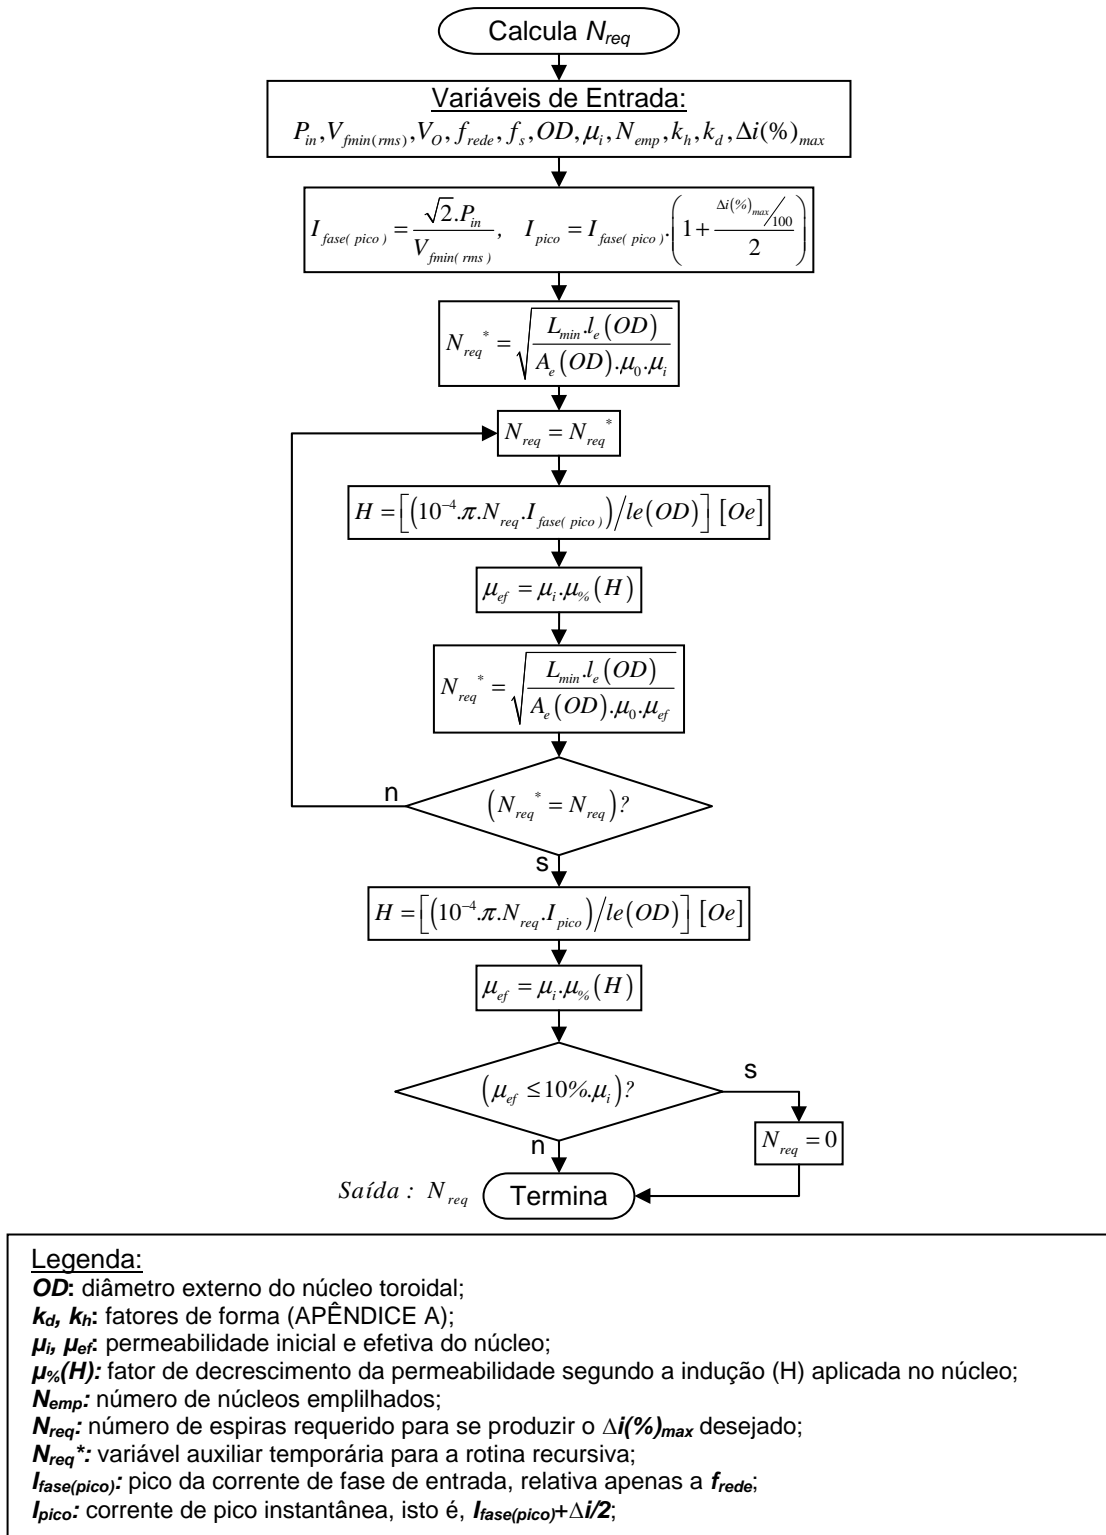 Calcula N_req
Variáveis de Entrada:
P_in, V_fmin(rms), V_O, f_rede, f_s, OD, μ_i, N_emp, k_h, k_d, Δi(%)_max
I_fase(pico) = √2.P_in / V_fmin(rms), I_pico = I_fase(pico).(1 + (Δi(%)_max/100) / 2)
N_req* = √(L_min.l_e(OD) / A_e(OD).μ_0.μ_i)
N_req = N_req*
H = [(10^-4.π.N_req.I_fase(pico))/le(OD)] [Oe]
μ_ef = μ_i.μ_%(H)
N_req* = √(L_min.l_e(OD) / A_e(OD).μ_0.μ_ef)
n
(N_req* = N_req)?
s
H = [(10^-4.π.N_req.I_pico)/le(OD)] [Oe]
μ_ef = μ_i.μ_%(H)
s
(μ_ef ≤ 10%.μ_i)?
n
N_req = 0
Saída : N_req
Termina
Legenda:
OD: diâmetro externo do núcleo toroidal;
k_d, k_h: fatores de forma (APÊNDICE A);
μ_i, μ_ef: permeabilidade inicial e efetiva do núcleo;
μ_%(H): fator de decrescimento da permeabilidade segundo a indução (H) aplicada no núcleo;
N_emp: número de núcleos emplilhados;
N_req: número de espiras requerido para se produzir o Δi(%)_max desejado;
N_req*: variável auxiliar temporária para a rotina recursiva;
I_fase(pico): pico da corrente de fase de entrada, relativa apenas a f_rede;
I_pico: corrente de pico instantânea, isto é, I_fase(pico)+Δi/2;